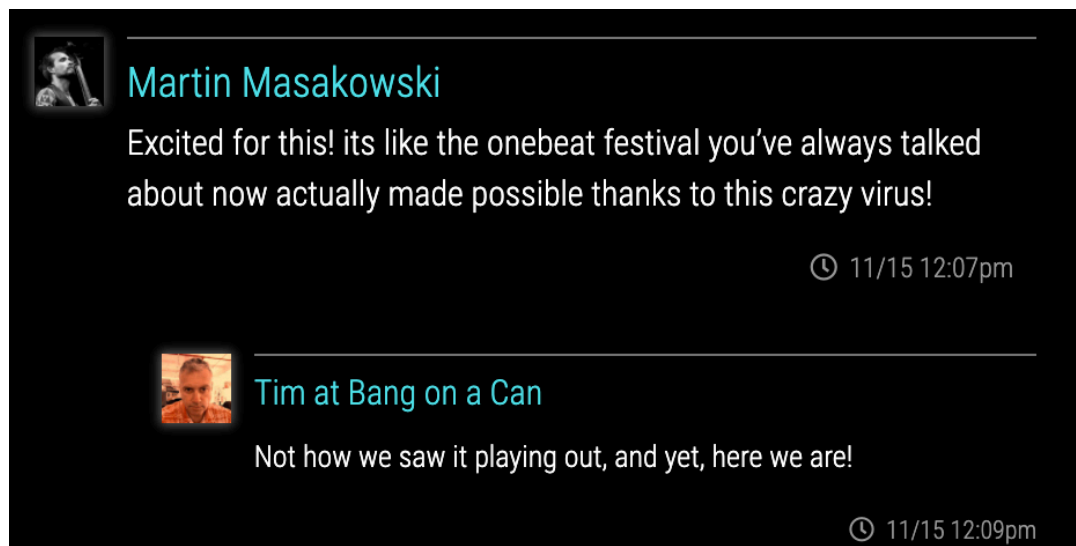 Martin Masakowski
Excited for this! its like the onebeat festival you’ve always talked
about now actually made possible thanks to this crazy virus!
11/15 12:07pm
Tim at Bang on a Can
Not how we saw it playing out, and yet, here we are!
11/15 12:09pm